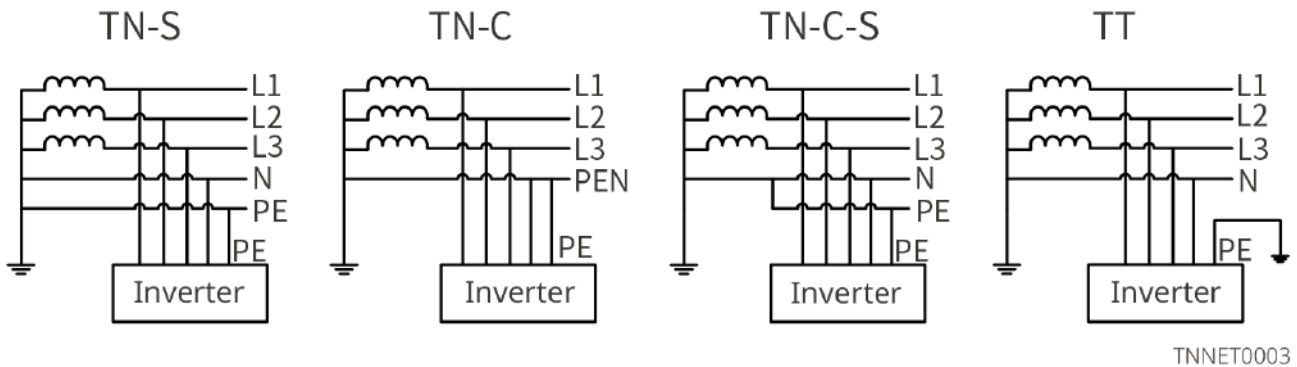 TN-S TN-C TN-C-S TT
L1 L1 L1 L1
L2 L2 L2 L2
L3 L3 L3 L3
N PEN N N
PE PE
PE PE PE PE
Inverter Inverter Inverter Inverter
TNNET0003